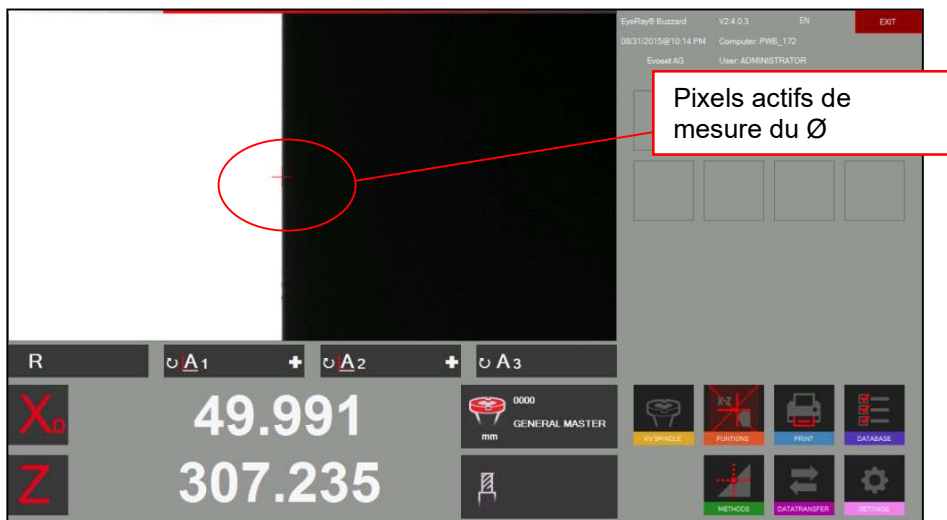 EyeRay® Buzzard V2.4.0.3 EN EXIT
08/31/2015@10:14 PM Computer: PWB_172
Evoset AG User: ADMINISTRATOR
Pixels actifs de
mesure du Ø
R A1 A2 A3
XD 49.991 0000
GENERAL MASTER
mm
Z 307.235
X-Z
KV SPINDLE FUNTIONS PRINT DATABASE
METHODS DATATRANSFER SETTINGS